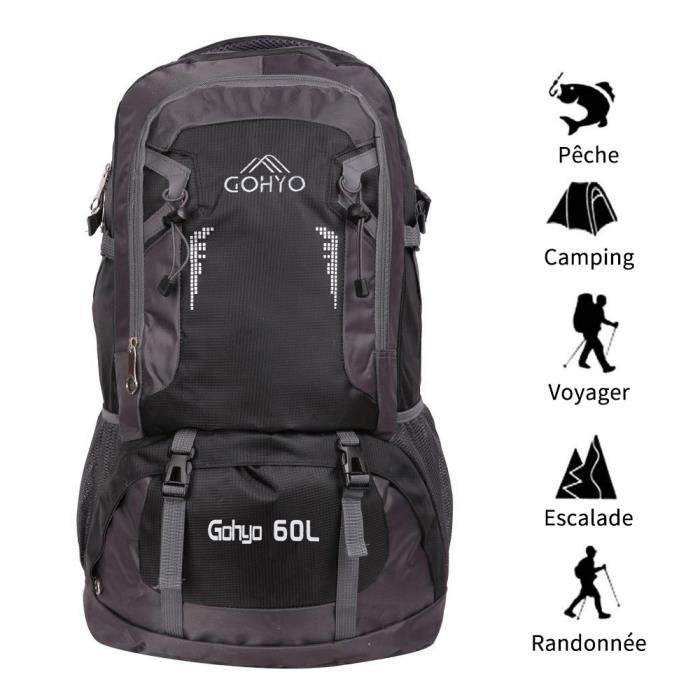 GOHYO
Gohyo 60L
Pêche
Camping
Voyager
Escalade
Randonnée